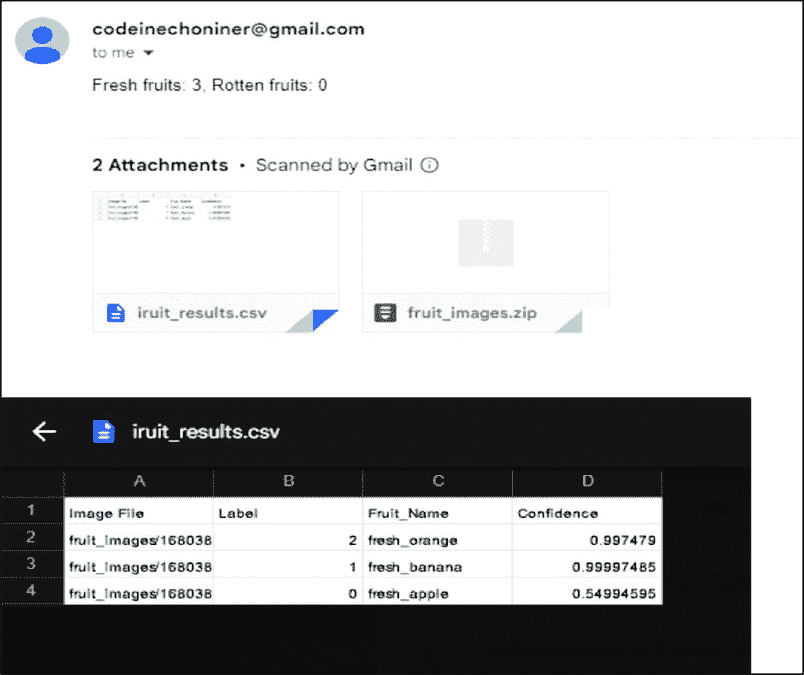 codeinechoniner@gmail.com
to me
Fresh fruits: 3, Rotten fruits: 0
2 Attachments • Scanned by Gmail
iruit_results.csv
fruit_images.zip
iruit_results.csv
A B C D
1 Image File Label Fruit_Name Confidence
2 fruit_images/168038 2 fresh_orange 0.997479
3 fruit_images/168038 1 fresh_banana 0.99997485
4 fruit_images/168038 0 fresh_apple 0.54994595